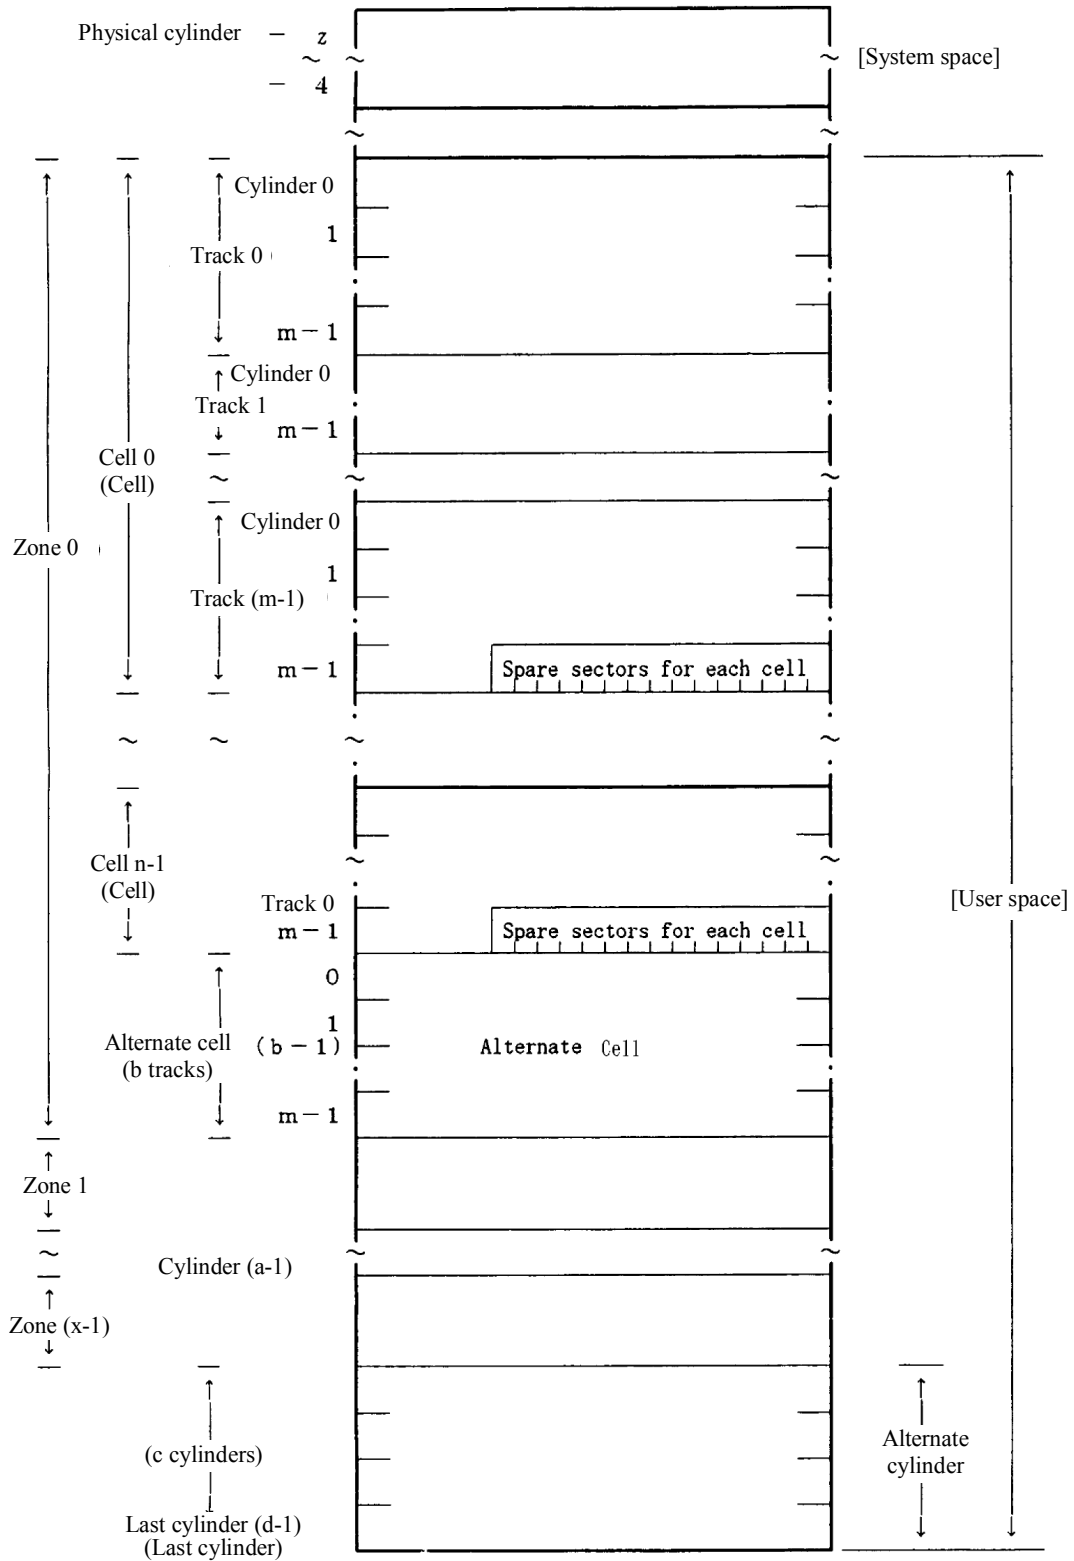 Physical cylinder － z
～
－ 4
[System space]
Cylinder 0
1
Track 0
m－1
Cylinder 0
Track 1
m－1
Cell 0
(Cell)
Cylinder 0
Zone 0
1
Track (m-1)
m－1
Spare sectors for each cell
Cell n-1
(Cell)
Track 0
[User space]
m－1
Spare sectors for each cell
0
1
Alternate cell
(b－1)
Alternate Cell
(b tracks)
m－1
Zone 1
Cylinder (a-1)
Zone (x-1)
(c cylinders)
Alternate
cylinder
Last cylinder (d-1)
(Last cylinder)